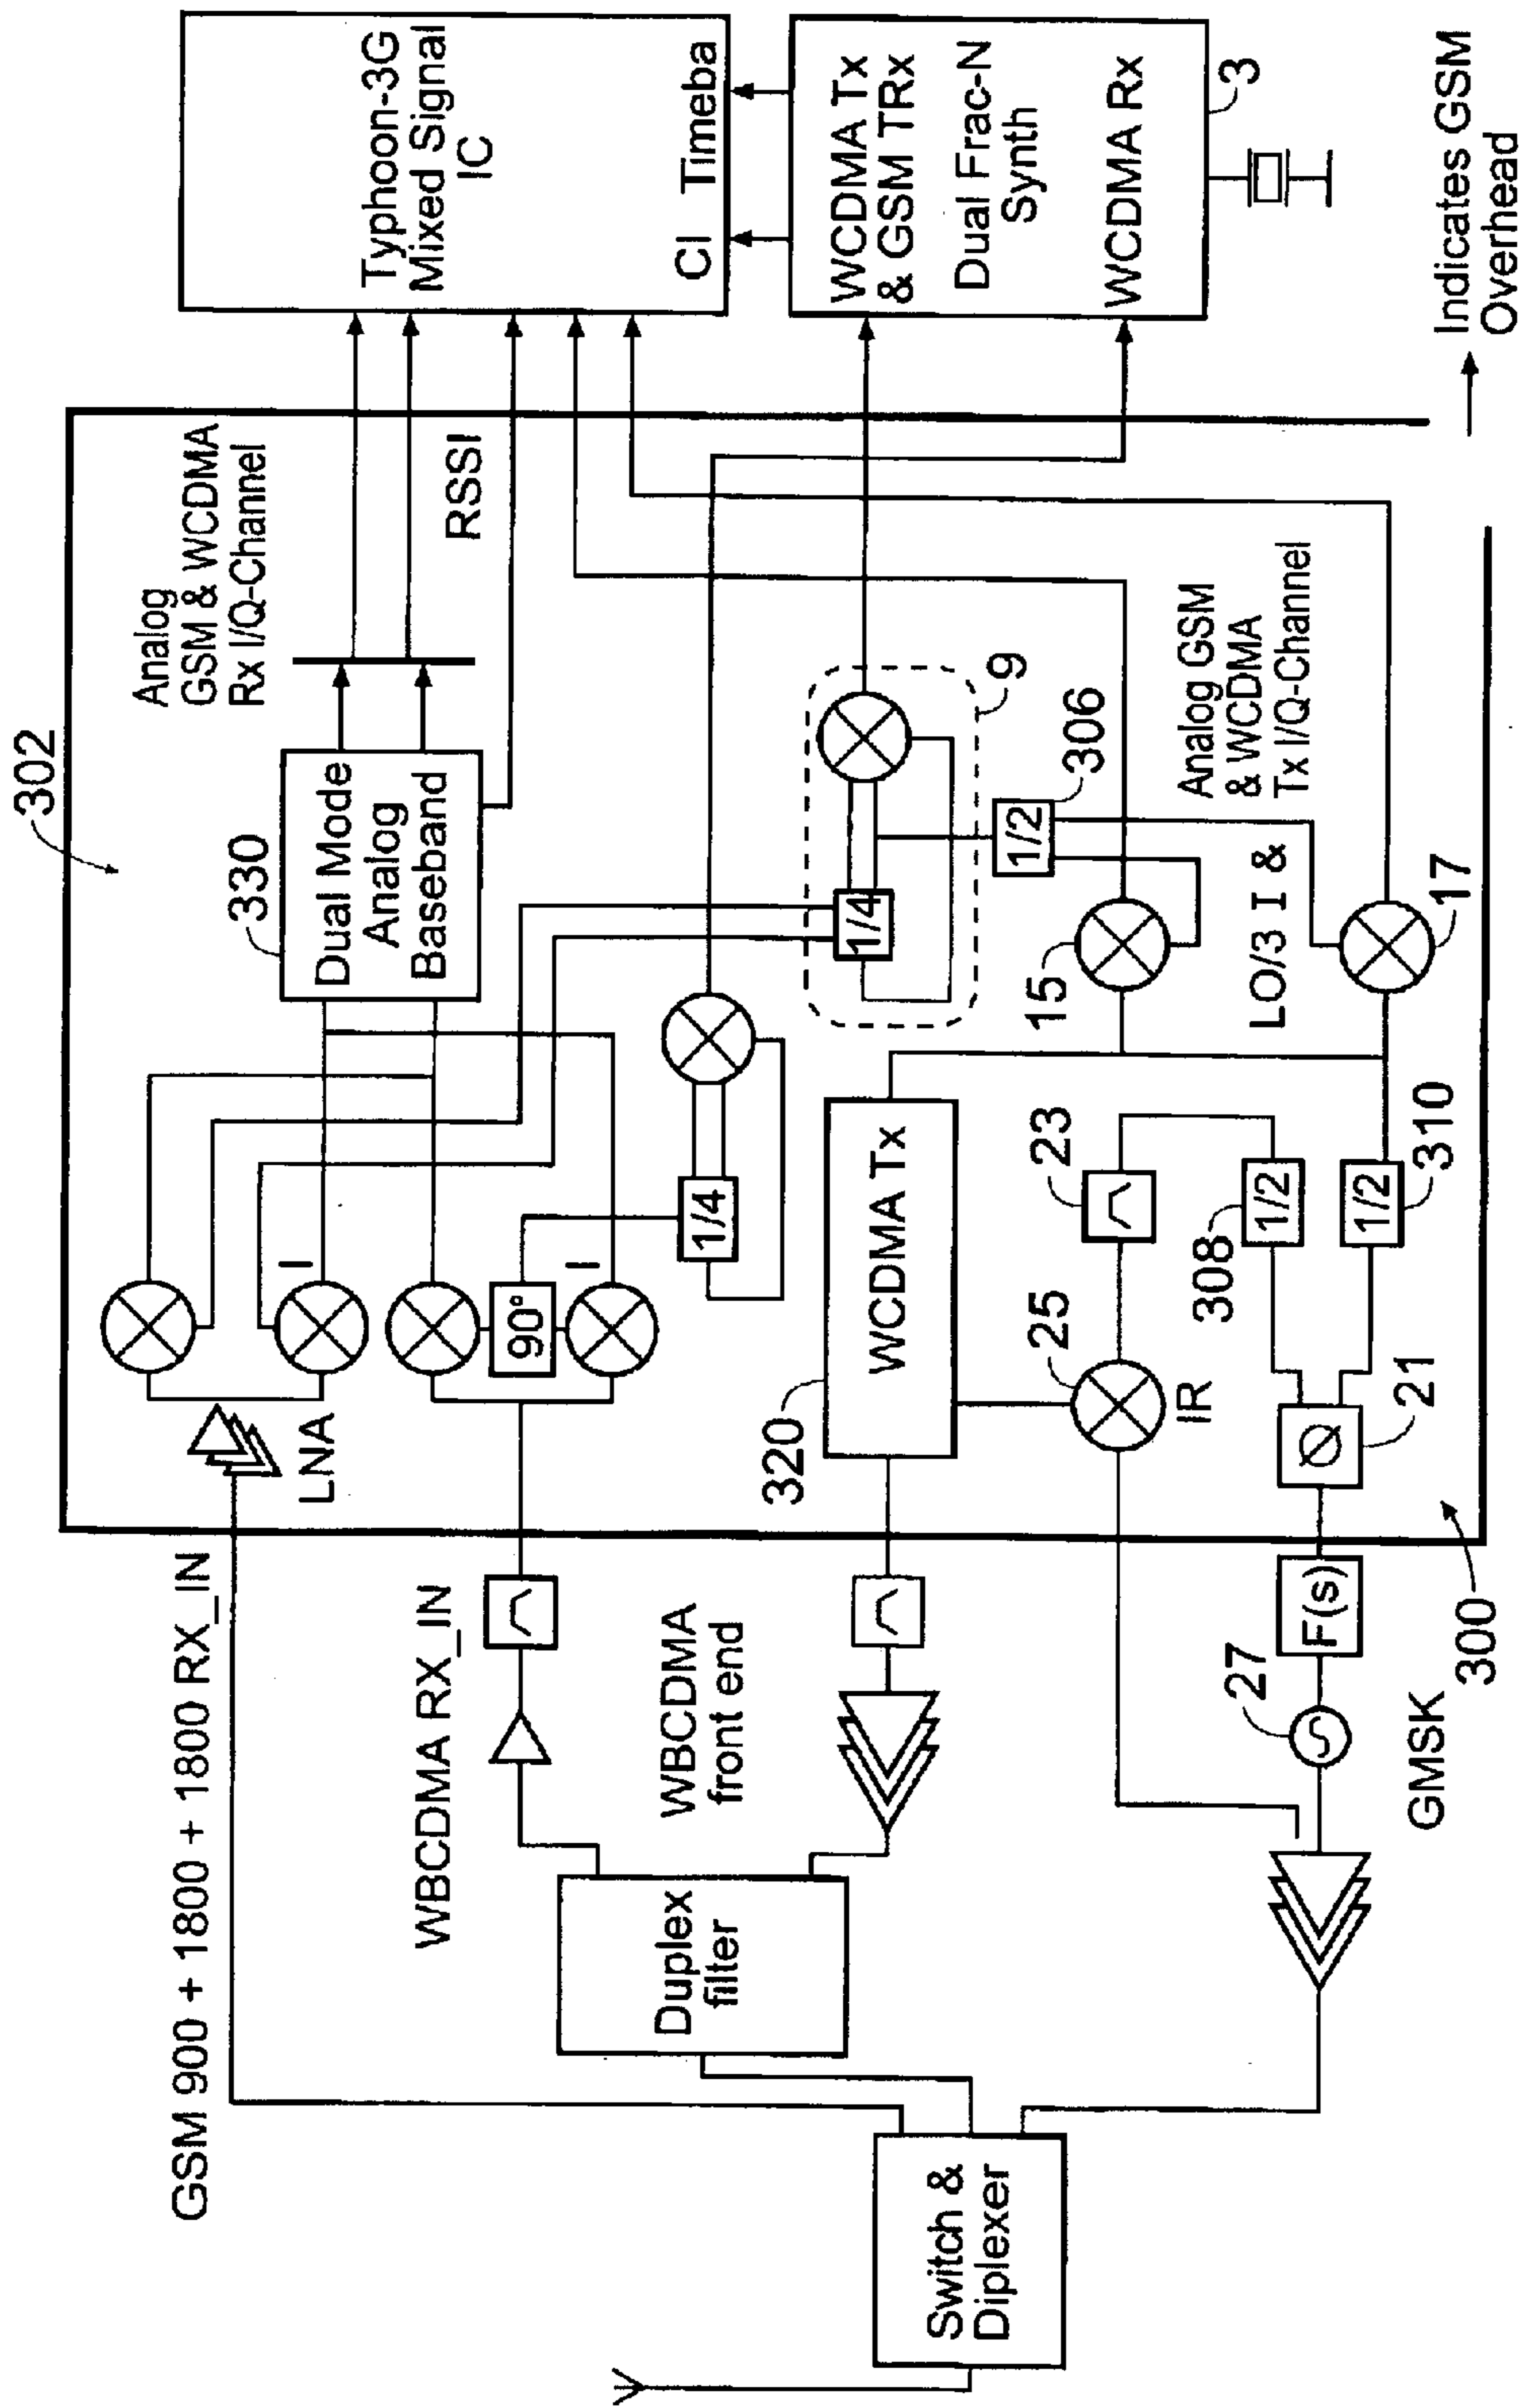 302
Analog
GSM & WCDMA
Rx I/Q-Channel
Typhoon-3G
Mixed Signal
IC
330
Dual Mode
Analog
Baseband
RSSI
CI Timeba
GSM 900 + 1800 + 1800 RX_IN
LNA
I
90°
I
1/4
WBCDMA RX_IN
WBCDMA
front end
Duplex
filter
Switch &
Diplexer
1/4
9
WCDMA Tx
& GSM TRx
Dual Frac-N
Synth
WCDMA Rx
3
320
WCDMA Tx
1/2
306
15
Analog GSM
& WCDMA
Tx I/Q-Channel
LO/3 I &
17
25
IR
23
308
1/2
1/2
310
Ø
21
F(s)
27
GMSK
300
Indicates GSM
Overhead